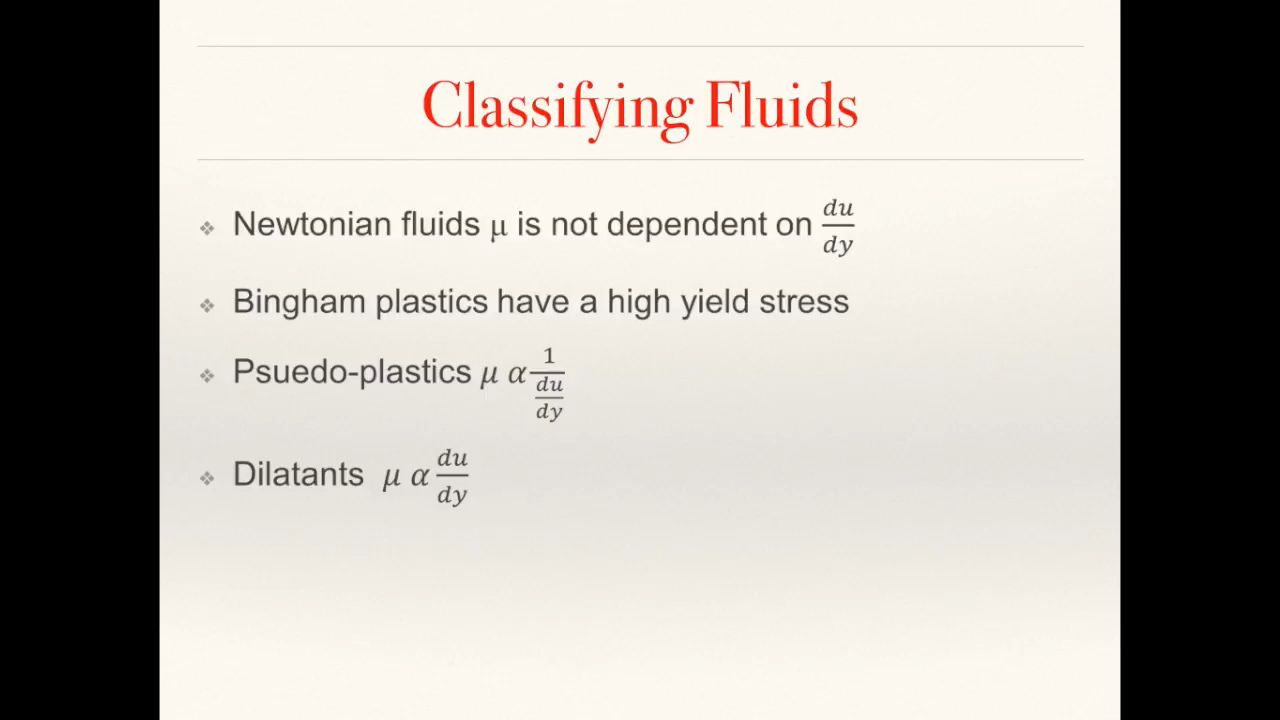 Classifying Fluids
❖ Newtonian fluids μ is not dependent on du/dy
❖ Bingham plastics have a high yield stress
❖ Psuedo-plastics μ α 1/(du/dy)
❖ Dilatants μ α du/dy